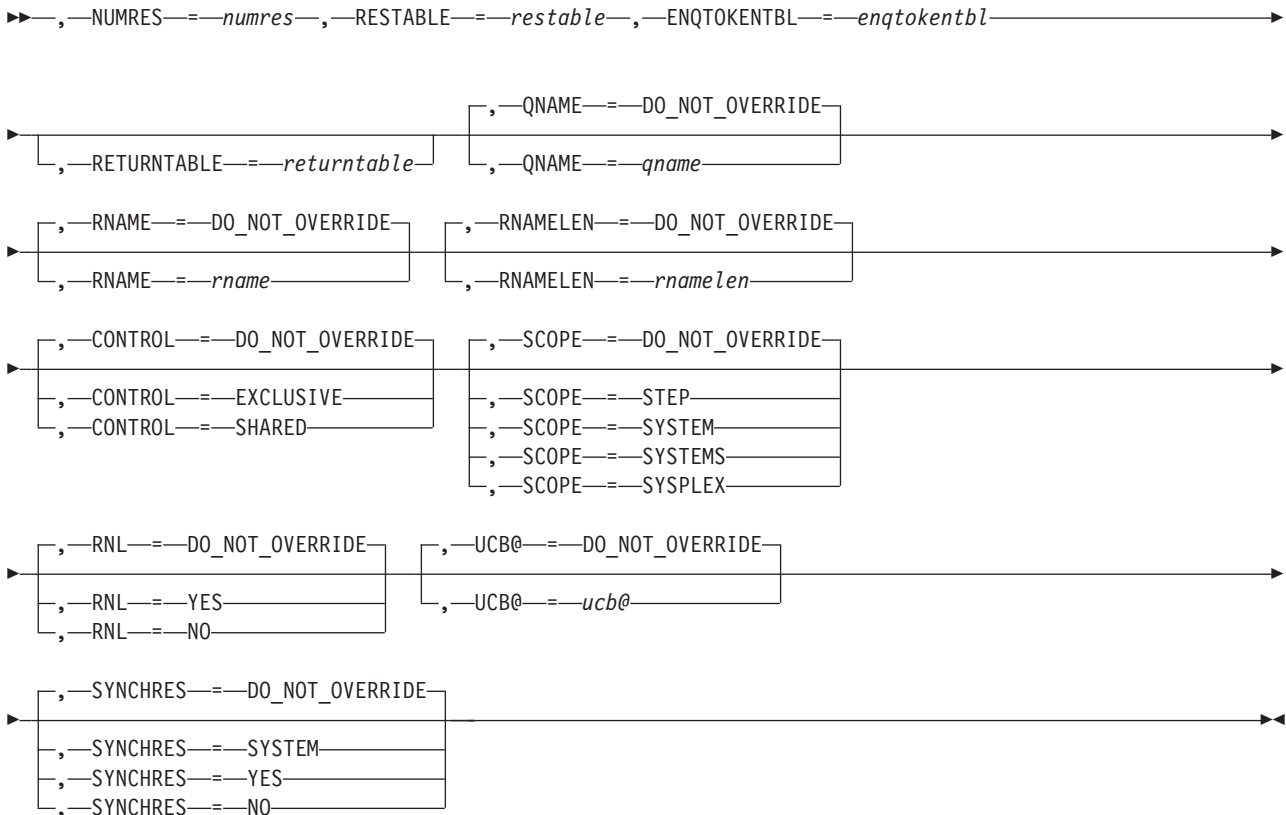 ,NUMRES=numres,RESTABLE=restable,ENQTOKENTBL=enqtokentbl
,RETURNTABLE=returntable
,QNAME=DO_NOT_OVERRIDE
,QNAME=qname
,RNAME=DO_NOT_OVERRIDE
,RNAME=rname
,RNAMELEN=DO_NOT_OVERRIDE
,RNAMELEN=rnamelen
,CONTROL=DO_NOT_OVERRIDE
,CONTROL=EXCLUSIVE
,CONTROL=SHARED
,SCOPE=DO_NOT_OVERRIDE
,SCOPE=STEP
,SCOPE=SYSTEM
,SCOPE=SYSTEMS
,SCOPE=SYSPLEX
,RNL=DO_NOT_OVERRIDE
,RNL=YES
,RNL=NO
,UCB@=DO_NOT_OVERRIDE
,UCB@=ucb@
,SYNCHRES=DO_NOT_OVERRIDE
,SYNCHRES=SYSTEM
,SYNCHRES=YES
,SYNCHRES=NO